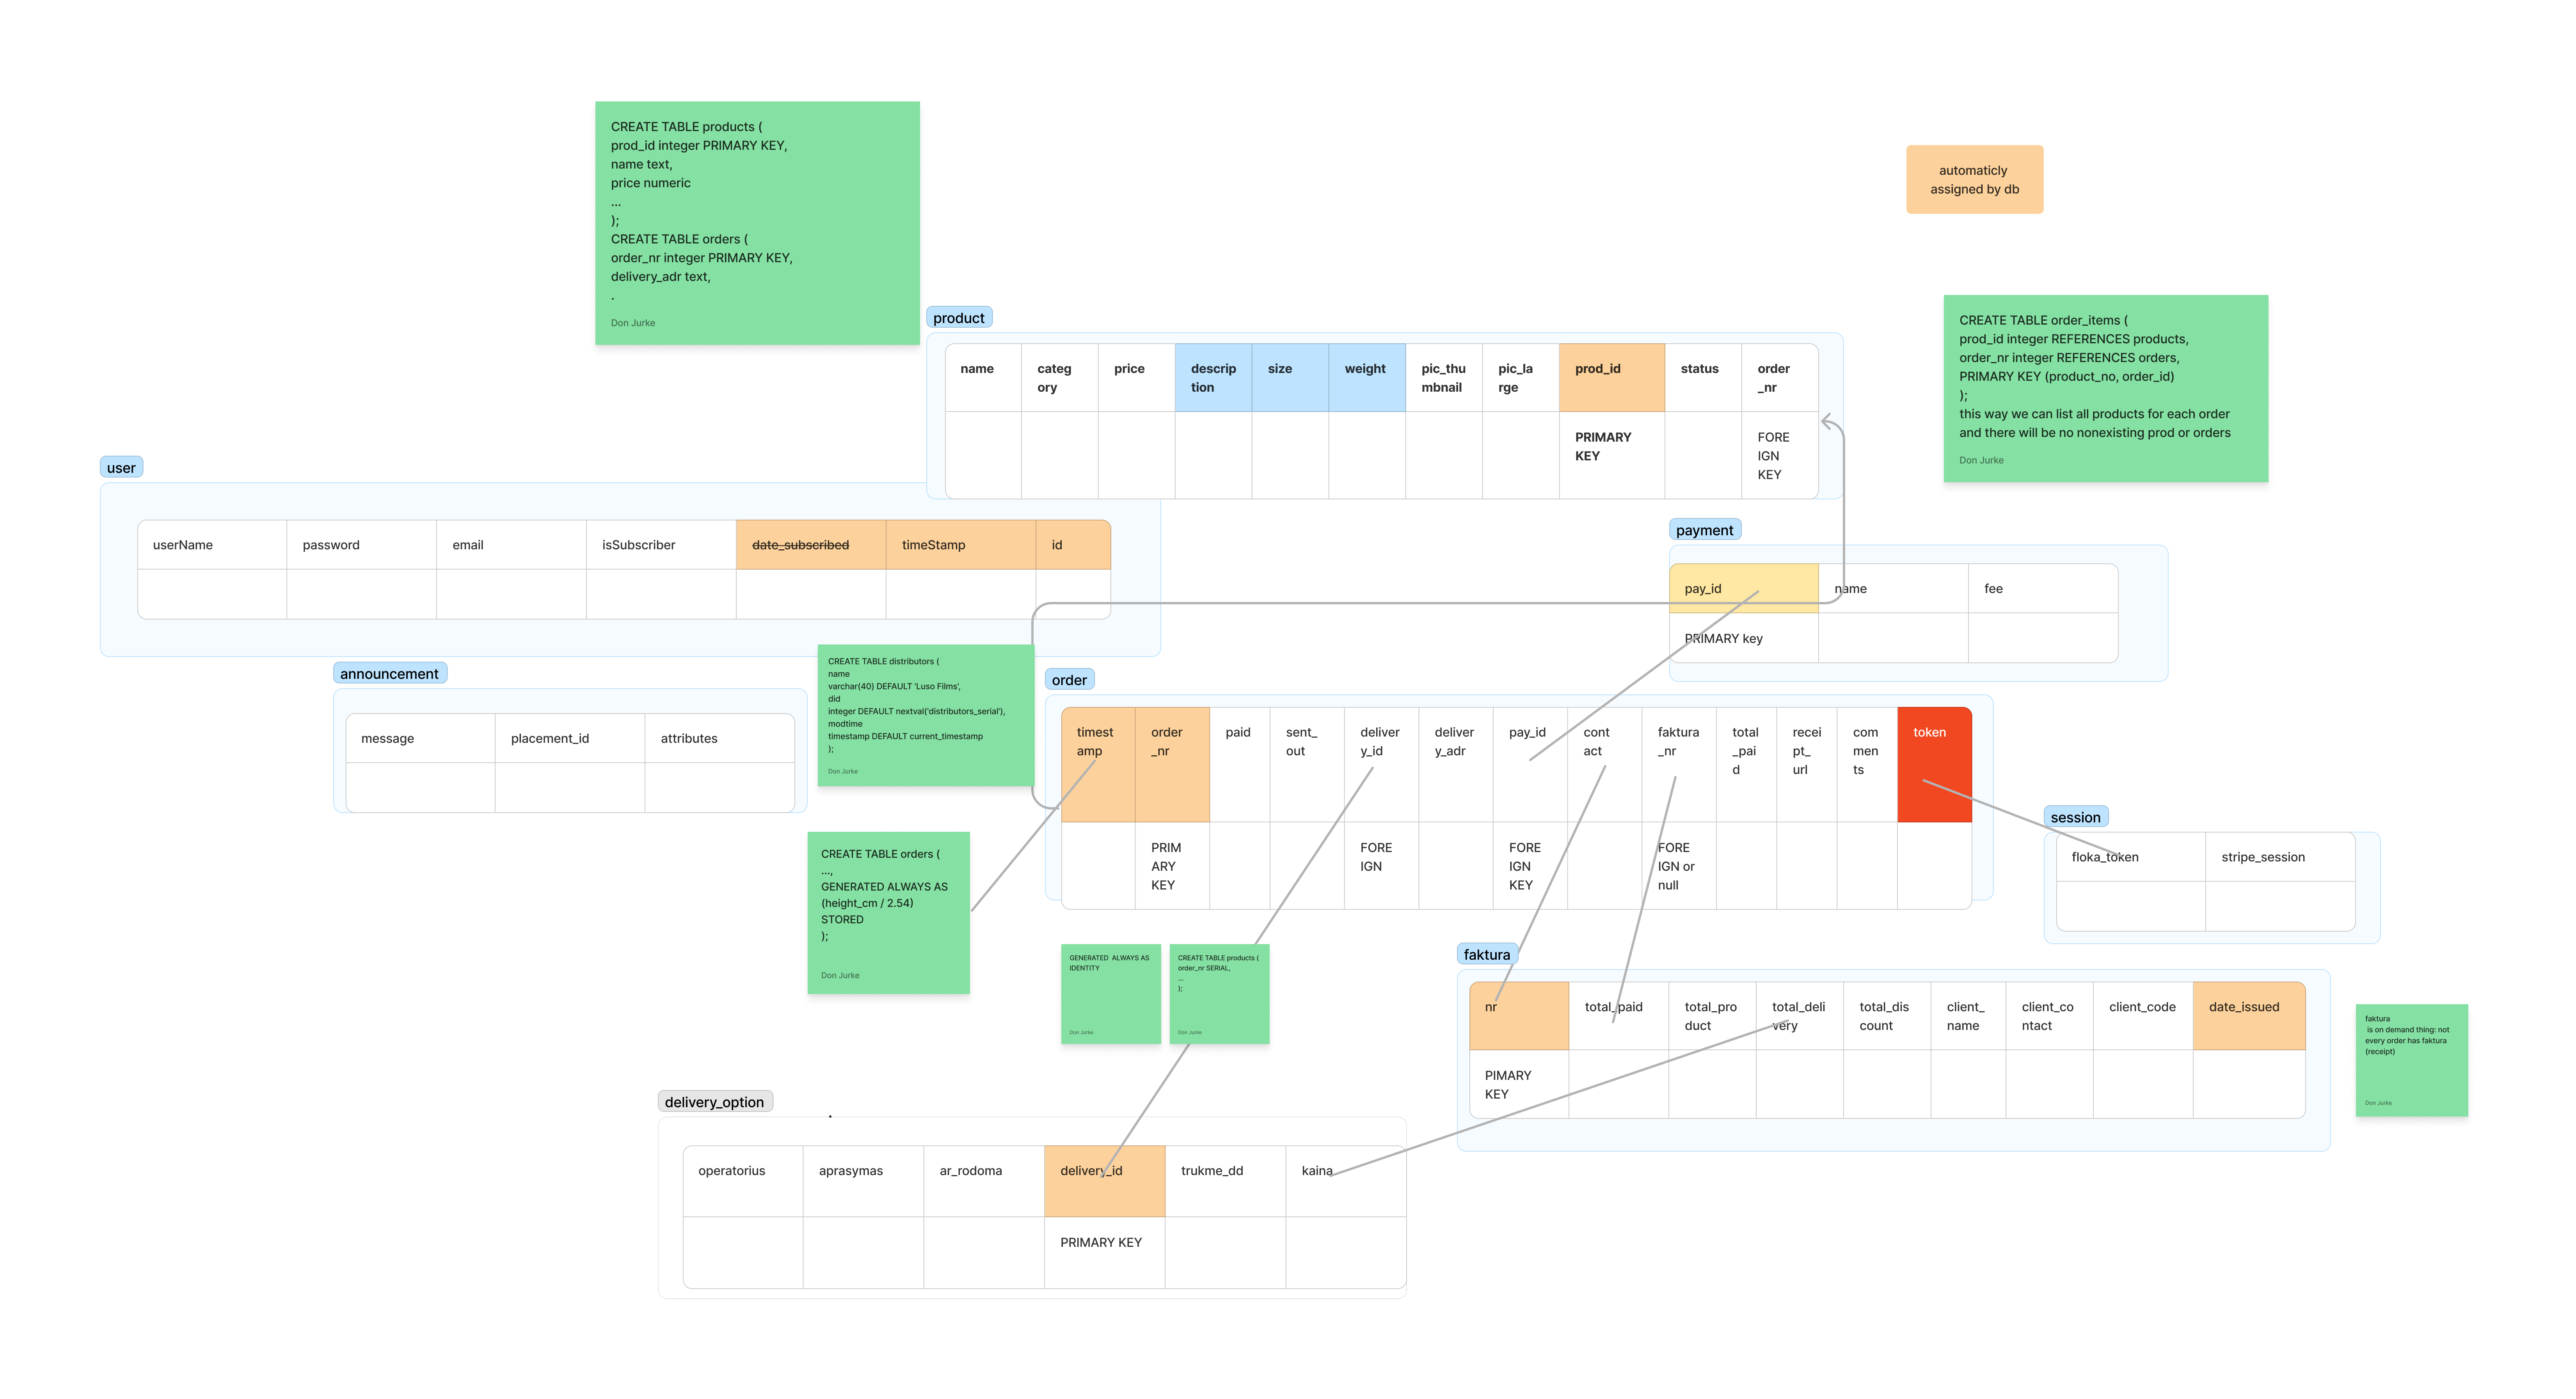 CREATE TABLE products (
prod_id integer PRIMARY KEY,
name text,
price numeric
...
);
CREATE TABLE orders (
order_nr integer PRIMARY KEY,
delivery_adr text,
.
Don Jurke
automaticly
assigned by db
CREATE TABLE order_items (
prod_id integer REFERENCES products,
order_nr integer REFERENCES orders,
PRIMARY KEY (product_no, order_id)
);
this way we can list all products for each order
and there will be no nonexisting prod or orders
Don Jurke
product
name
categ
ory
price
descrip
tion
size
weight
pic_thu
mbnail
pic_la
rge
prod_id
status
order
_nr
PRIMARY
KEY
FORE
IGN
KEY
user
userName
password
email
isSubscriber
date_subscribed
timeStamp
id
payment
pay_id
name
fee
PRIMARY key
announcement
message
placement_id
attributes
CREATE TABLE distributors (
name
varchar(40) DEFAULT 'Luso Films',
did
integer DEFAULT nextval('distributors_serial'),
modtime
timestamp DEFAULT current_timestamp
);
Don Jurke
order
timest
amp
order
_nr
paid
sent_
out
deliver
y_id
deliver
y_adr
pay_id
cont
act
faktura
_nr
total
_pai
d
recei
pt_
url
com
men
ts
token
PRIM
ARY
KEY
FORE
IGN
FORE
IGN
KEY
FORE
IGN or
null
session
floka_token
stripe_session
CREATE TABLE orders (
...,
GENERATED ALWAYS AS
(height_cm / 2.54)
STORED
);
Don Jurke
GENERATED  ALWAYS AS
IDENTITY
Don Jurke
CREATE TABLE products (
order_nr SERIAL,
...
);
Don Jurke
faktura
nr
total_paid
total_pro
duct
total_deli
very
total_dis
count
client_
name
client_co
ntact
client_code
date_issued
PIMARY
KEY
faktura
is on demand thing: not
every order has faktura
(receipt)
Don Jurke
delivery_option
operatorius
aprasymas
ar_rodoma
delivery_id
trukme_dd
kaina
PRIMARY KEY